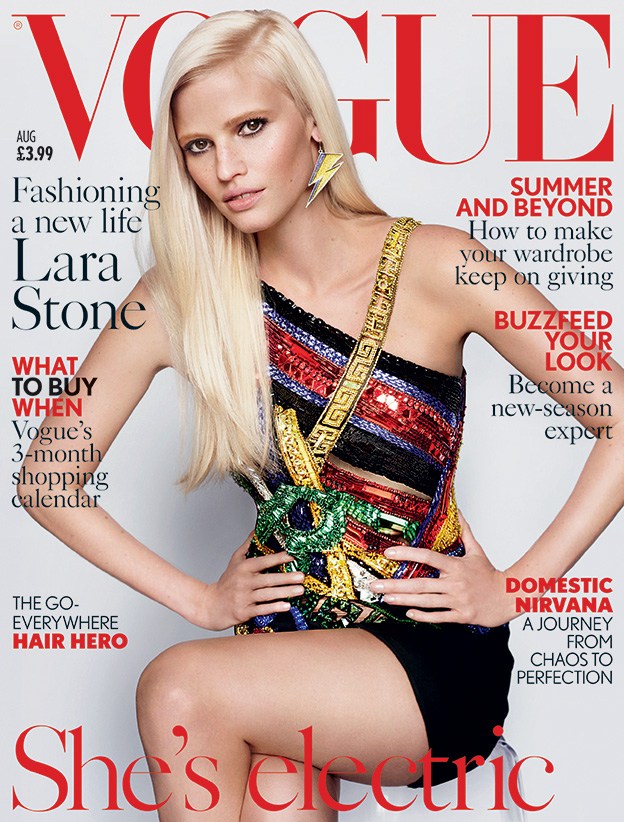 VOGUE
®
AUG
£3.99
Fashioning
a new life
Lara
Stone
WHAT
TO BUY
WHEN
Vogue's
3-month
shopping
calendar
THE GO-
EVERYWHERE
HAIR HERO
SUMMER
AND BEYOND
How to make
your wardrobe
keep on giving
BUZZFEED
YOUR
LOOK
Become a
new-season
expert
DOMESTIC
NIRVANA
A JOURNEY
FROM
CHAOS TO
PERFECTION
She's electric